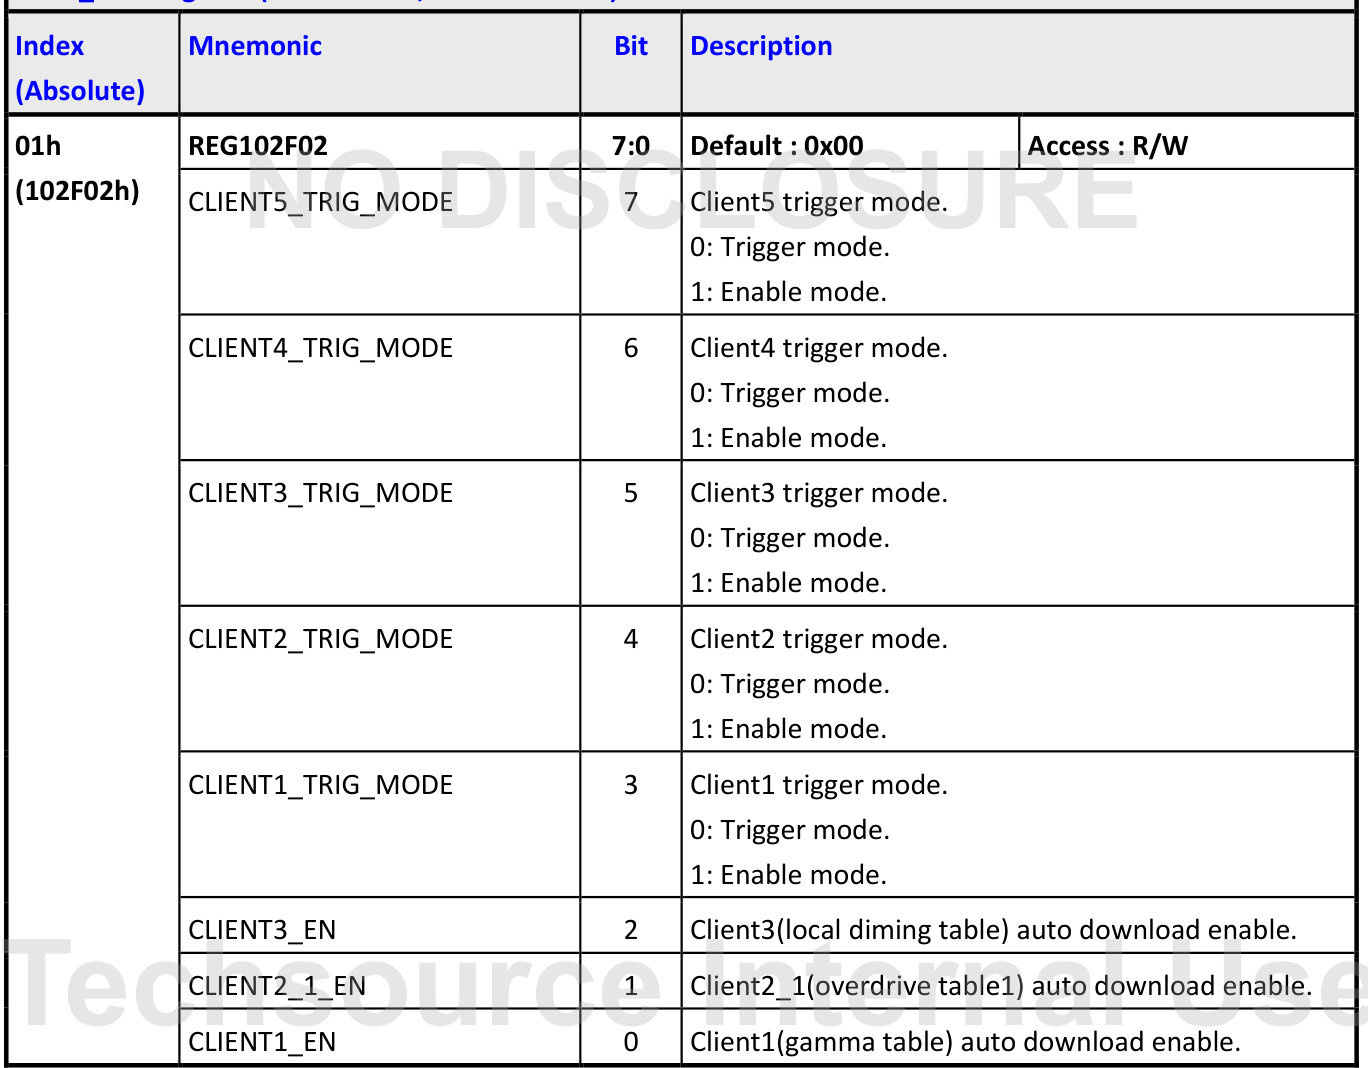 Index
(Absolute)
Mnemonic
Bit
Description
01h
(102F02h)
REG102F02
7:0
Default : 0x00
Access : R/W
NO DISCLOSURE
CLIENT5_TRIG_MODE
7
Client5 trigger mode.
0: Trigger mode.
1: Enable mode.
CLIENT4_TRIG_MODE
6
Client4 trigger mode.
0: Trigger mode.
1: Enable mode.
CLIENT3_TRIG_MODE
5
Client3 trigger mode.
0: Trigger mode.
1: Enable mode.
CLIENT2_TRIG_MODE
4
Client2 trigger mode.
0: Trigger mode.
1: Enable mode.
CLIENT1_TRIG_MODE
3
Client1 trigger mode.
0: Trigger mode.
1: Enable mode.
CLIENT3_EN
2
Client3(local diming table) auto download enable.
Techsource Internal Use
CLIENT2_1_EN
1
Client2_1(overdrive table1) auto download enable.
CLIENT1_EN
0
Client1(gamma table) auto download enable.